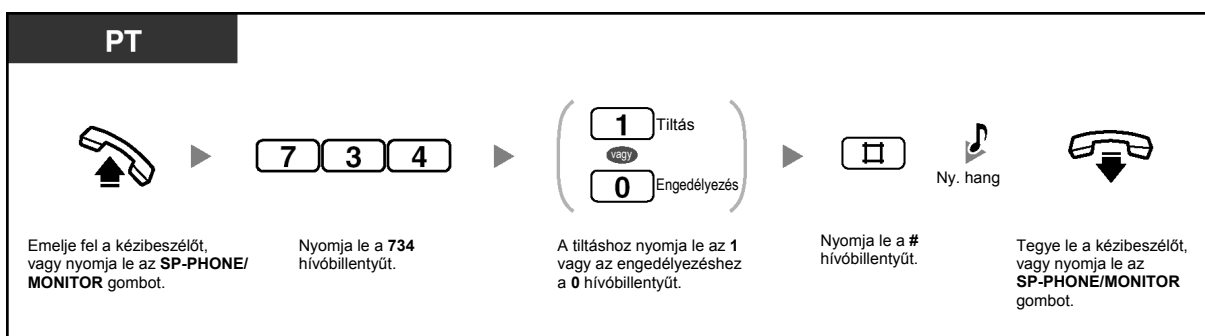 PT
7 3 4
1 Tiltás
vagy
0 Engedélyezés
#
Ny. hang
Emelje fel a kézibeszélőt,
vagy nyomja le az SP-PHONE/
MONITOR gombot.
Nyomja le a 734
hívóbillentyűt.
A tiltáshoz nyomja le az 1
vagy az engedélyezéshez
a 0 hívóbillentyűt.
Nyomja le a #
hívóbillentyűt.
Tegye le a kézibeszélőt,
vagy nyomja le az
SP-PHONE/MONITOR
gombot.